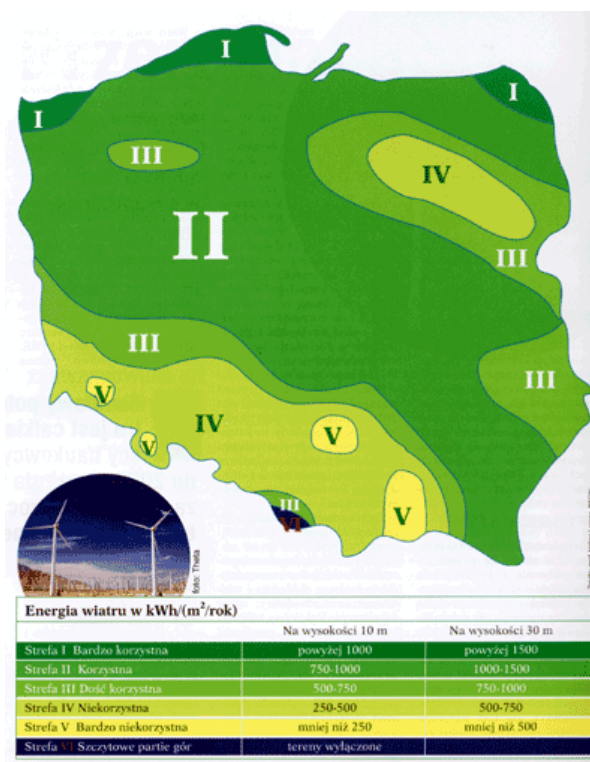 I
I
I
III
IV
II
III
III
III
V
IV
V
V
III
V
VI
foto: Theta
Energia wiatru w kWh/(m²/rok)
Na wysokości 10 m Na wysokości 30 m
Strefa I Bardzo korzystna powyżej 1000 powyżej 1500
Strefa II Korzystna 750-1000 1000-1500
Strefa III Dość korzystna 500-750 750-1000
Strefa IV Niekorzystna 250-500 500-750
Strefa V Bardzo niekorzystna mniej niż 250 mniej niż 500
Strefa VI Szczytowe partie gór tereny wyłączone